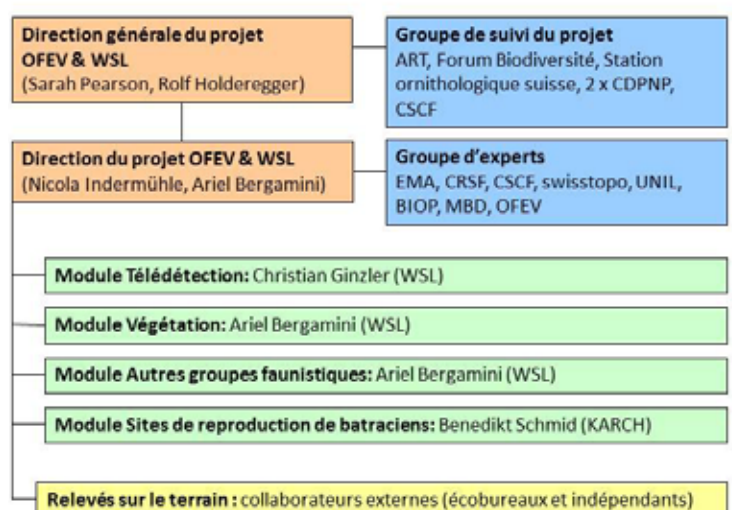 Direction générale du projet
OFEV & WSL
(Sarah Pearson, Rolf Holderegger)
Groupe de suivi du projet
ART, Forum Biodiversité, Station
ornithologique suisse, 2 x CDPNP,
CSCF
Direction du projet OFEV & WSL
(Nicola Indermühle, Ariel Bergamini)
Groupe d'experts
EMA, CRSF, CSCF, swisstopo, UNIL,
BIOP, MBD, OFEV
Module Télédétection: Christian Ginzler (WSL)
Module Végétation: Ariel Bergamini (WSL)
Module Autres groupes faunistiques: Ariel Bergamini (WSL)
Module Sites de reproduction de batraciens: Benedikt Schmid (KARCH)
Relevés sur le terrain : collaborateurs externes (écobureaux et indépendants)